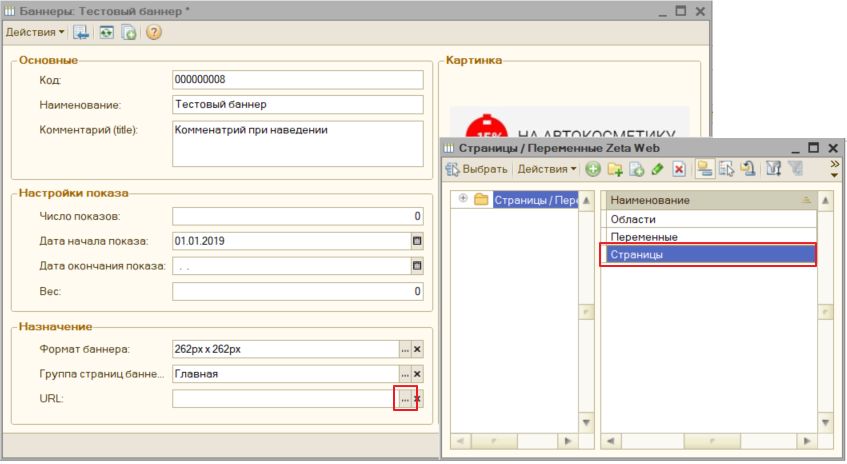 Баннеры: Тестовый баннер *
Действия
Основные
Код: 000000008
Наименование: Тестовый баннер
Комментарий (title): Комменатрий при наведении
Настройки показа
Число показов: 0
Дата начала показа: 01.01.2019
Дата окончания показа: . .
Вес: 0
Назначение
Формат баннера: 262px x 262px ...
Группа страниц банне... Главная ...
URL: ...
Картинка
-15% НА АВТОКОСМЕТИКУ
Страницы / Переменные Zeta Web
Выбрать Действия
Страницы / Пере
Наименование
Области
Переменные
Страницы